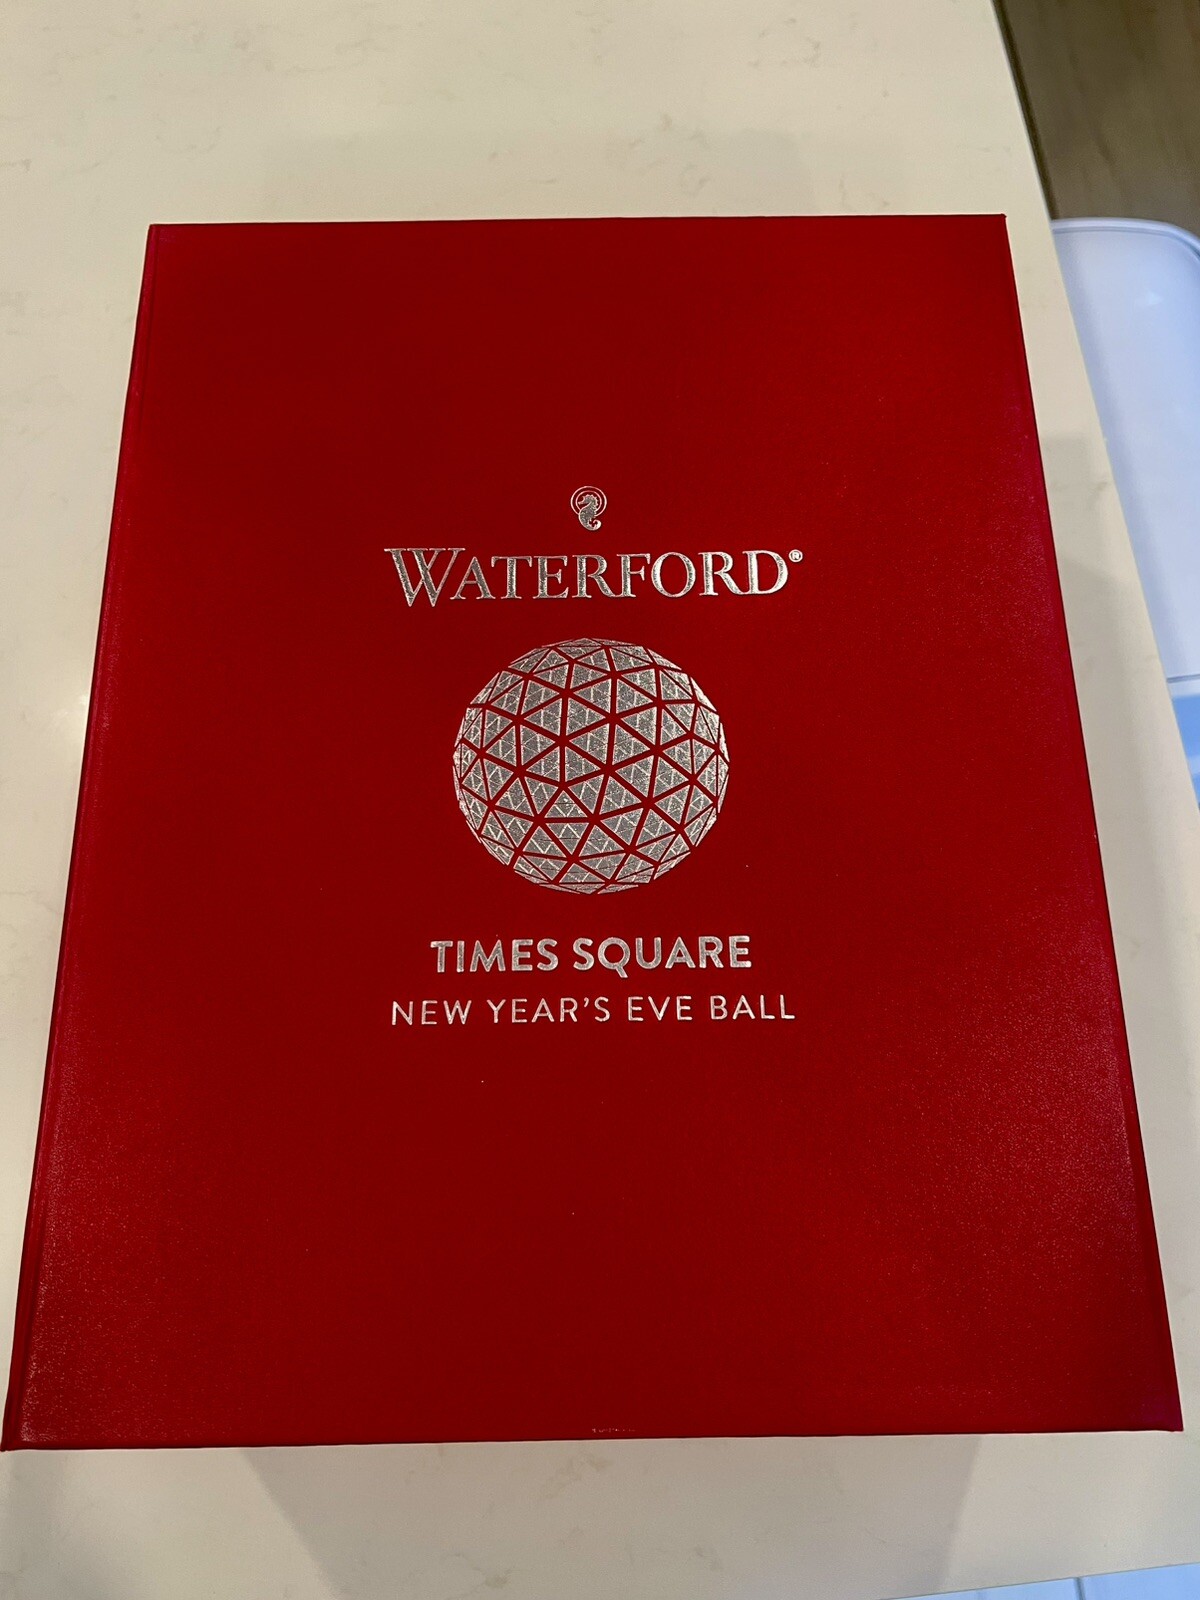 WATERFORD®
TIMES SQUARE
NEW YEAR'S EVE BALL